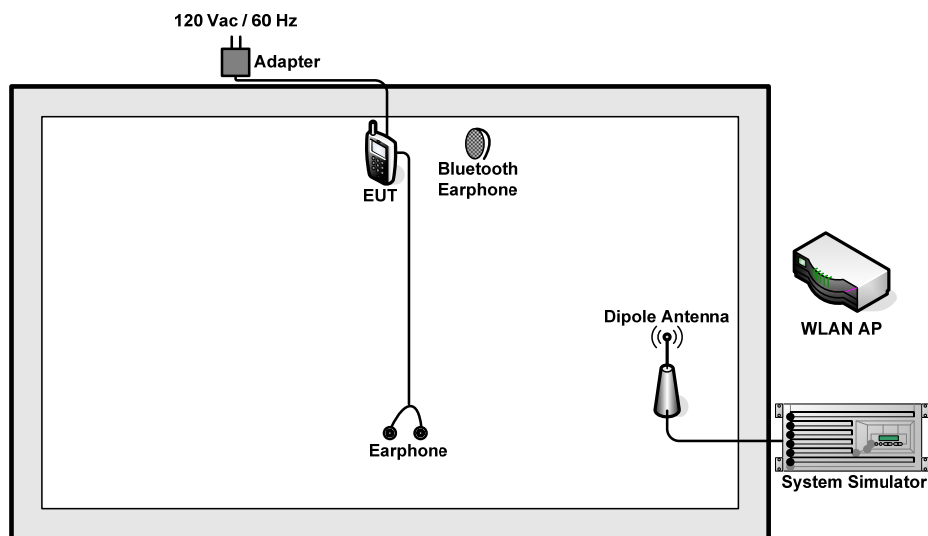 120 Vac / 60 Hz
Adapter
Bluetooth
Earphone
EUT
Dipole Antenna
WLAN AP
Earphone
System Simulator